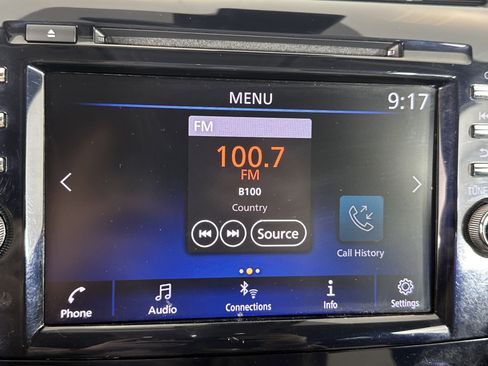 MENU
9:17
FM
100.7
FM
B100
Country
Source
Call History
Phone
Audio
Connections
Info
Settings
TUNE